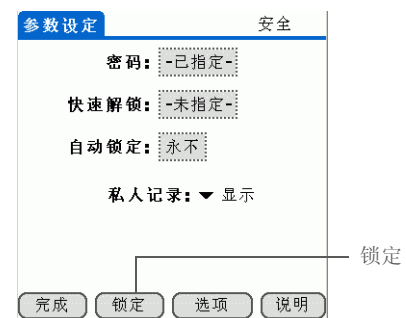 参数设定 安全
密码: -已指定-
快速解锁: -未指定-
自动锁定: 永不
私人记录: 显示
锁定
完成 锁定 选项 说明